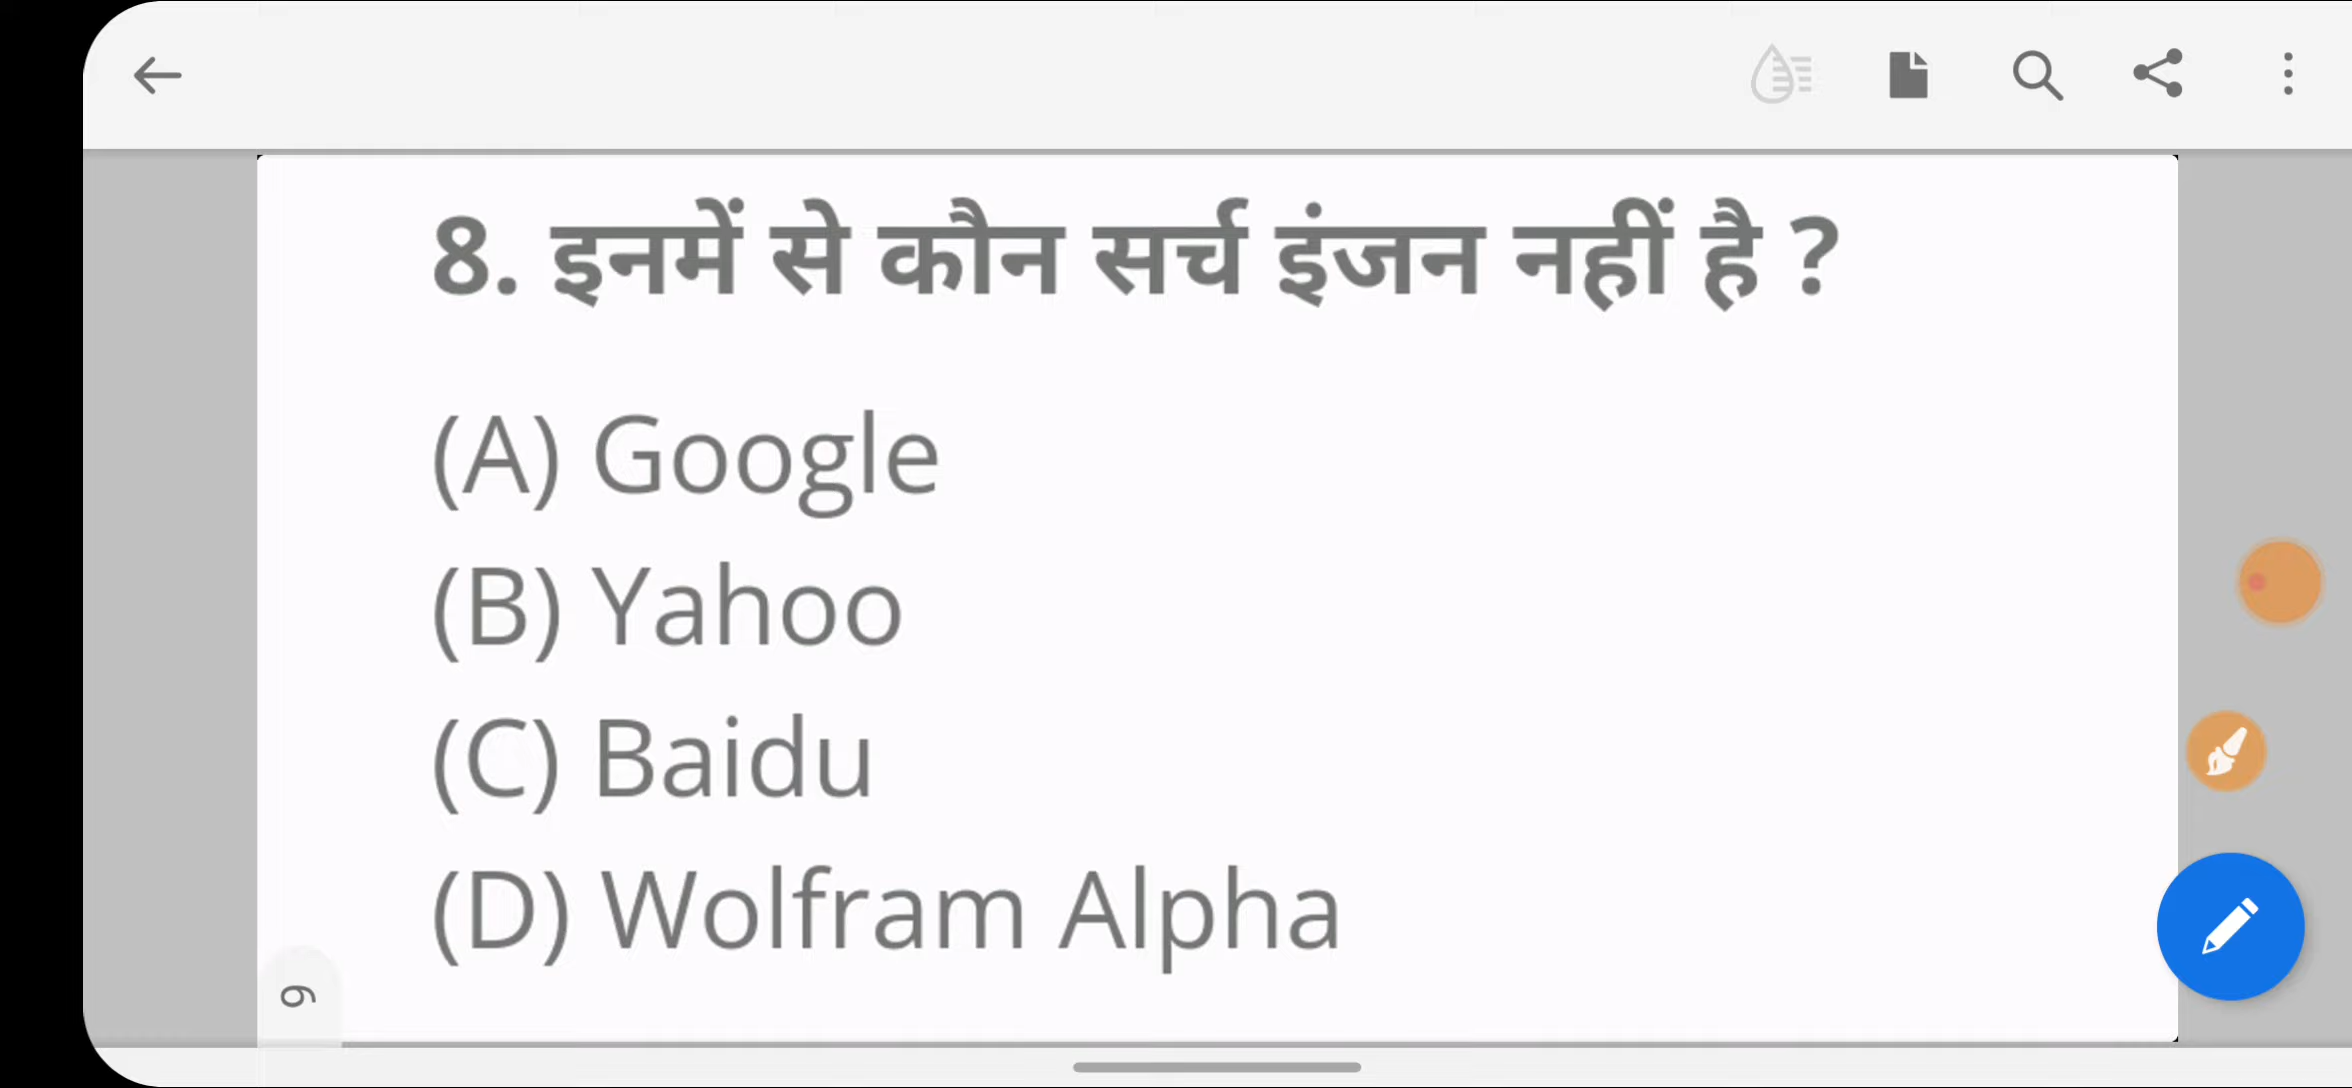 8. इनमें से कौन सर्च इंजन नहीं है ?
(A) Google
(B) Yahoo
(C) Baidu
(D) Wolfram Alpha
9